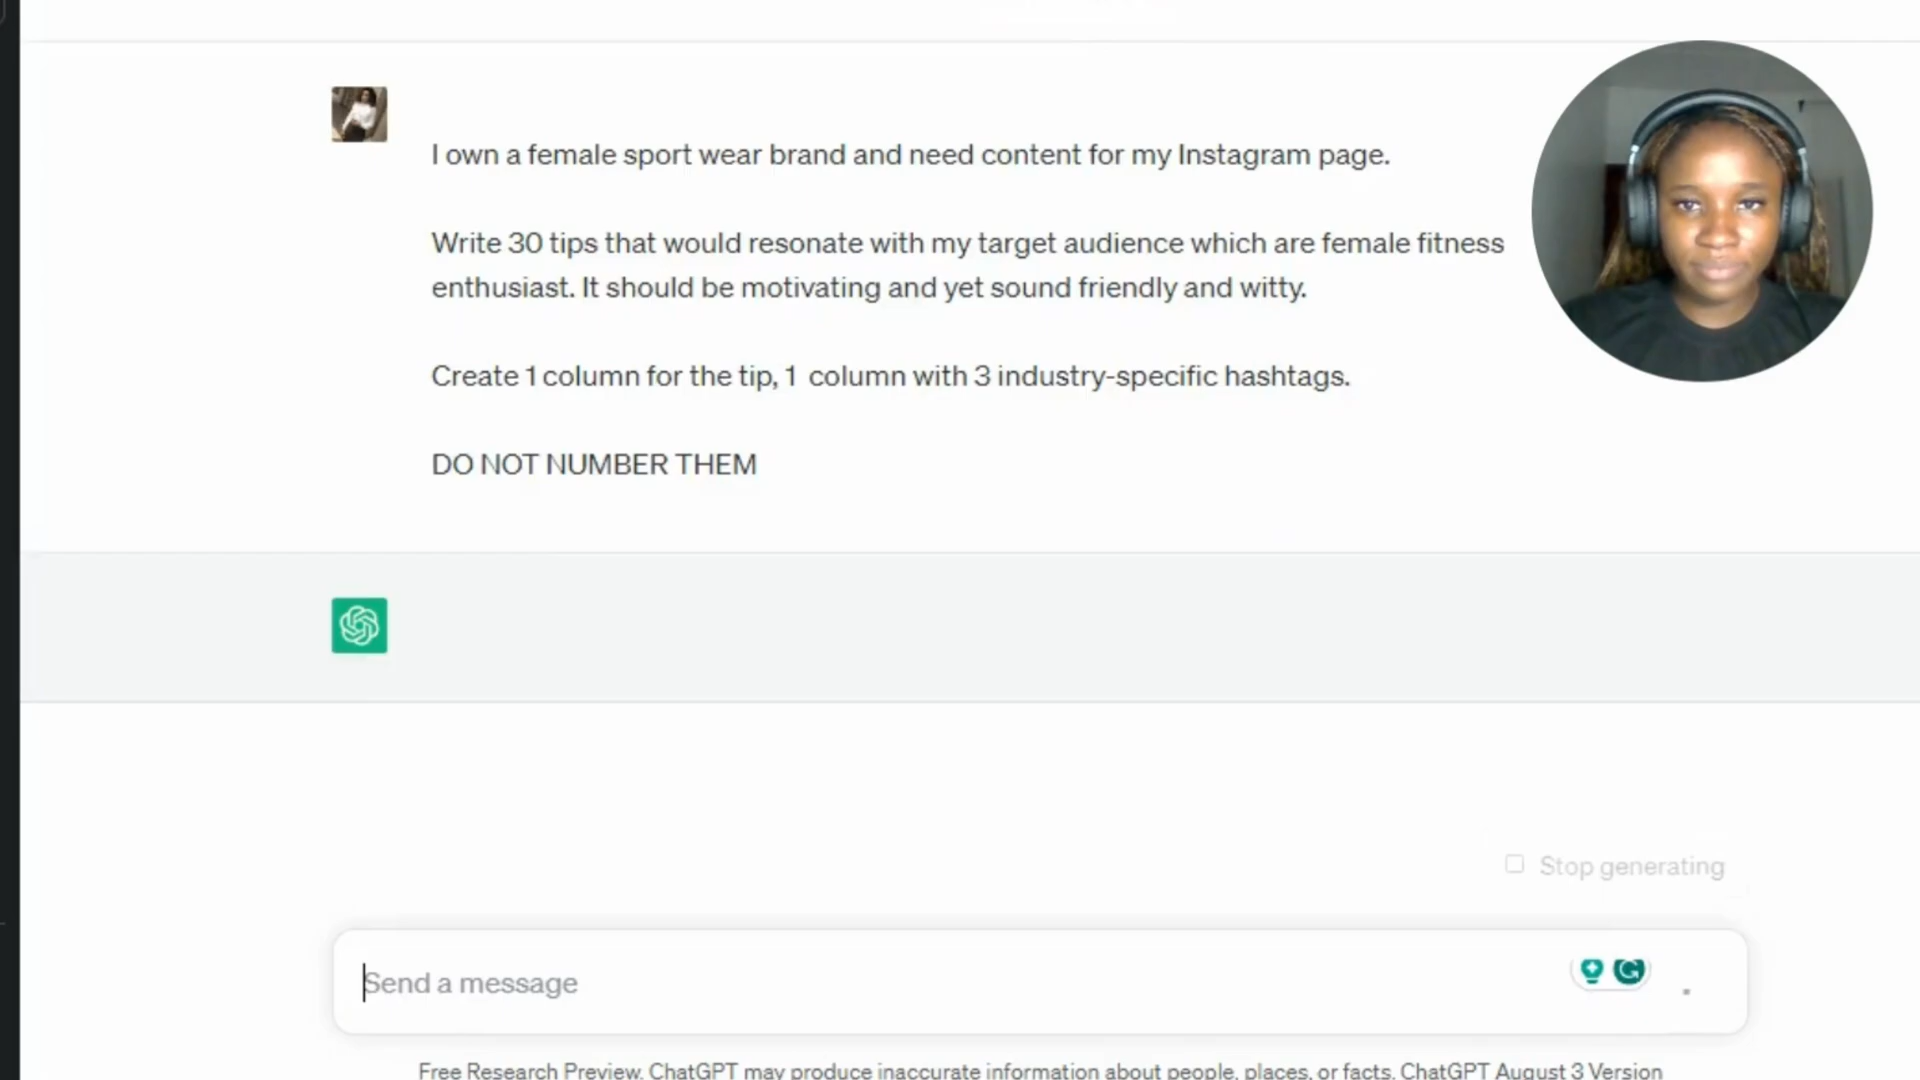 I own a female sport wear brand and need content for my Instagram page.
Write 30 tips that would resonate with my target audience which are female fitness
enthusiast. It should be motivating and yet sound friendly and witty.
Create 1 column for the tip, 1 column with 3 industry-specific hashtags.
DO NOT NUMBER THEM
Stop generating
Send a message
Free Research Preview. ChatGPT may produce inaccurate information about people, places, or facts. ChatGPT August 3 Version